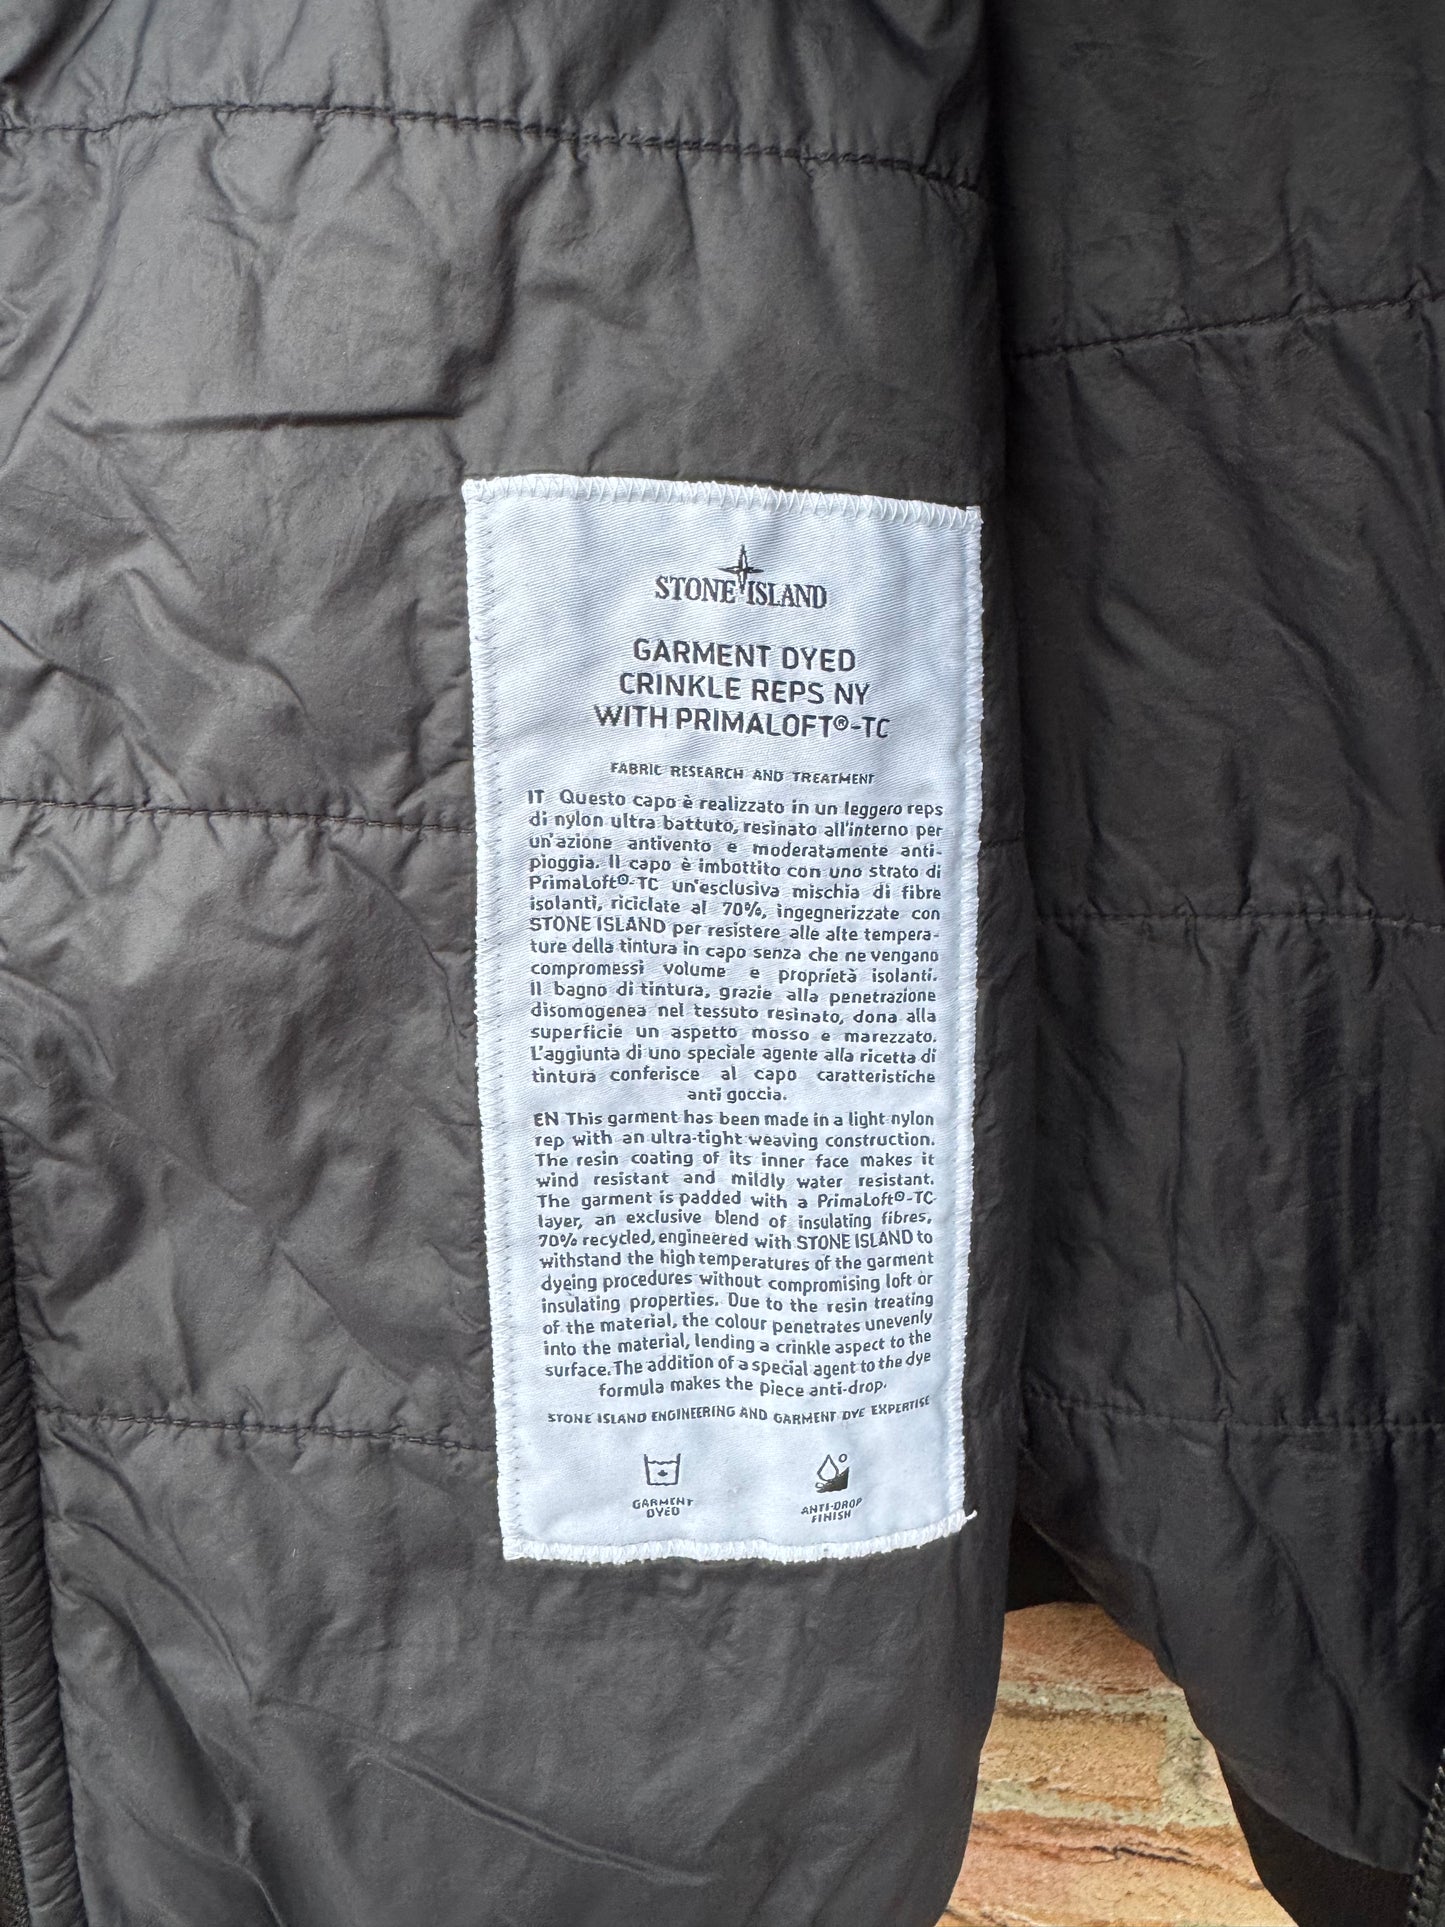 STONE ISLAND
GARMENT DYED
CRINKLE REPS NY
WITH PRIMALOFT®-TC
FABRIC RESEARCH AND TREATMENT
IT Questo capo è realizzato in un leggero reps
di nylon ultra battuto, resinato all'interno per
un'azione antivento e moderatamente anti-
pioggia. Il capo è imbottito con uno strato di
PrimaLoft®-TC un'esclusiva mischia di fibre
isolanti, riciclate al 70%, ingegnerizzate con
STONE ISLAND per resistere alle alte tempera-
ture della tintura in capo senza che ne vengano
compromessi volume e proprietà isolanti.
Il bagno di tintura, grazie alla penetrazione
disomogenea nel tessuto resinato, dona alla
superficie un aspetto mosso e marezzato.
L'aggiunta di uno speciale agente alla ricetta di
tintura conferisce al capo caratteristiche
anti goccia.
EN This garment has been made in a light nylon
rep with an ultra-tight weaving construction.
The resin coating of its inner face makes it
wind resistant and mildly water resistant.
The garment is padded with a PrimaLoft®-TC
layer, an exclusive blend of insulating fibres,
70% recycled, engineered with STONE ISLAND to
withstand the high temperatures of the garment
dyeing procedures without compromising loft or
insulating properties. Due to the resin treating
of the material, the colour penetrates unevenly
into the material, lending a crinkle aspect to the
surface. The addition of a special agent to the dye
formula makes the piece anti-drop.
STONE ISLAND ENGINEERING AND GARMENT DYE EXPERTISE
GARMENT
DYED
ANTI-DROP
FINISH